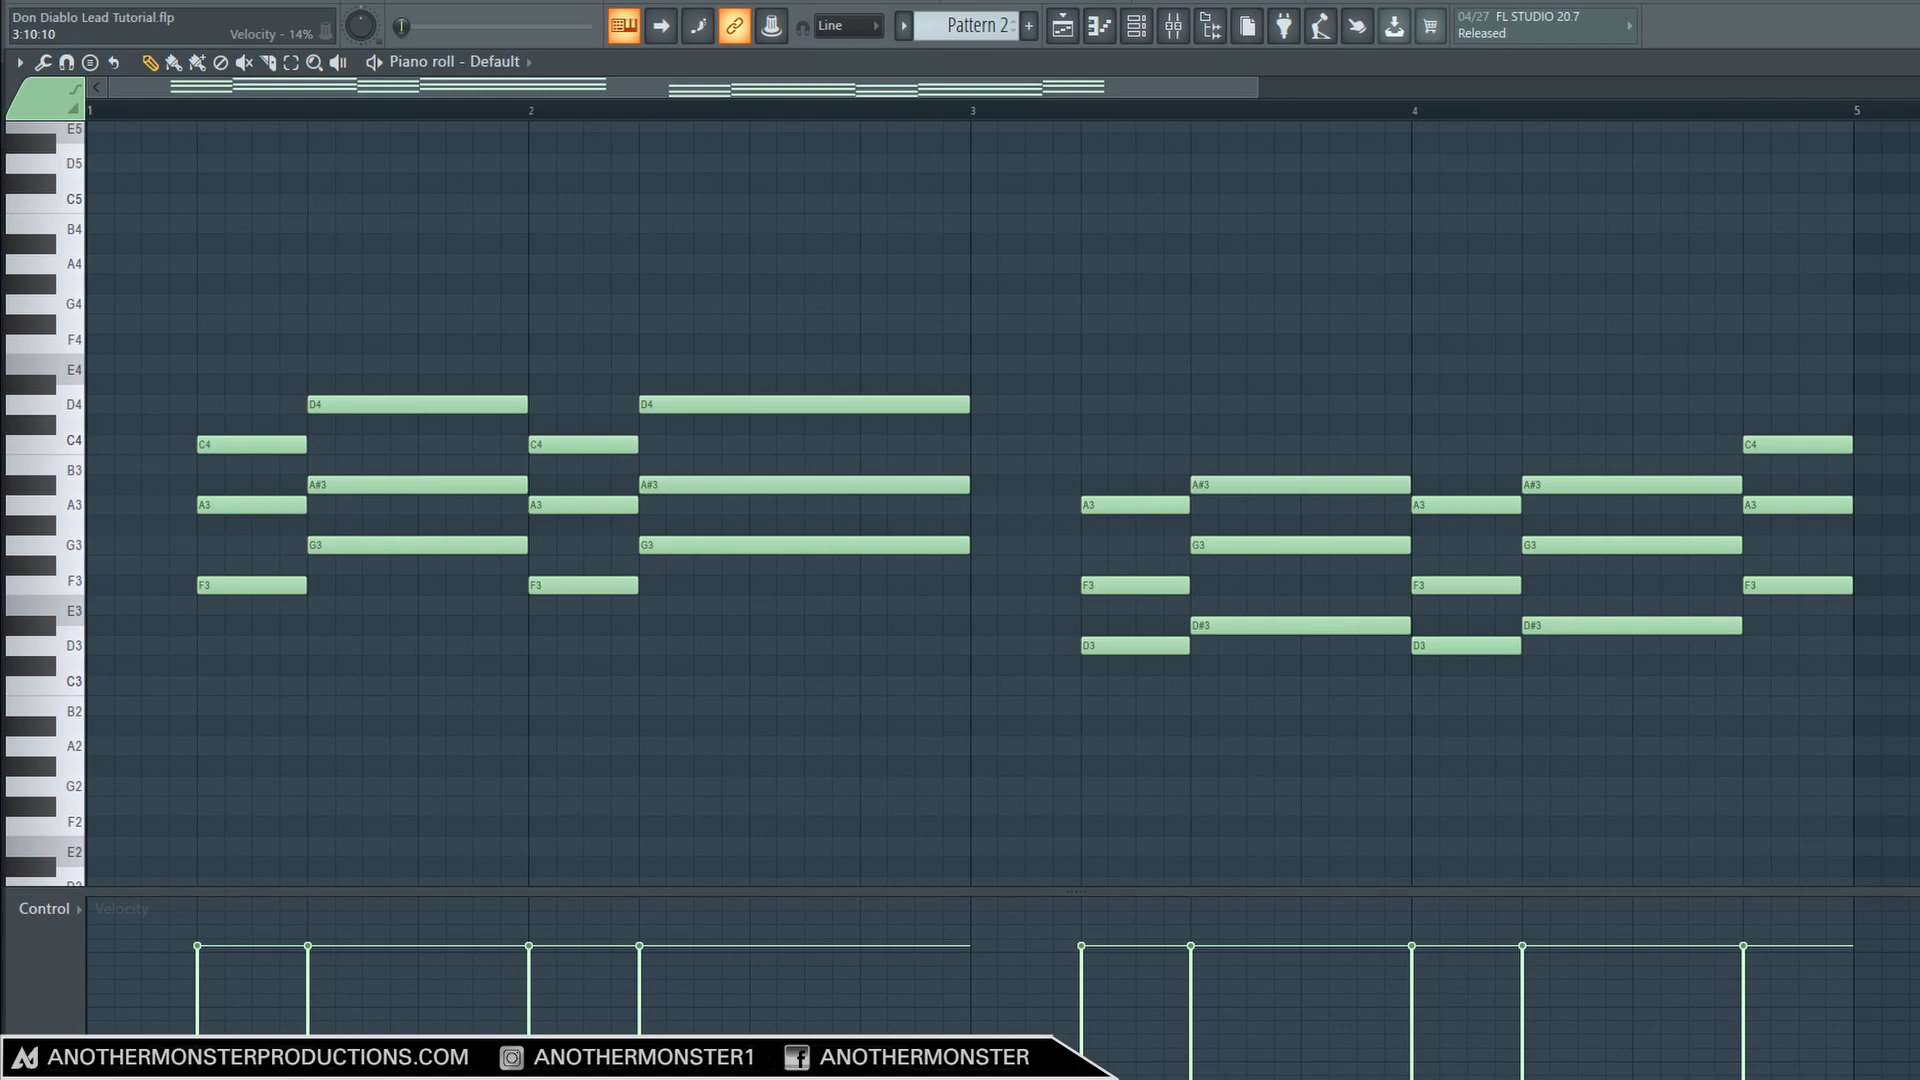 Don Diablo Lead Tutorial.flp
3:10:10 Velocity - 14%
Line
Pattern 2
+
04/27 FL STUDIO 20.7
Released
Piano roll - Default
1 2 3 4 5
E5
D5
C5
B4
A4
G4
F4
E4
D4 D4 D4
C4 C4 C4 C4
B3 A#3 A#3 A#3 A#3
A3 A3 A3 A3 A3 A3
G3 G3 G3 G3 G3
F3 F3 F3 F3 F3 F3
E3 D#3 D#3
D3 D3 D3
C3
B2
A2
G2
F2
E2
D2
Control Velocity
ANOTHERMONSTERPRODUCTIONS.COM ANOTHERMONSTER1 ANOTHERMONSTER